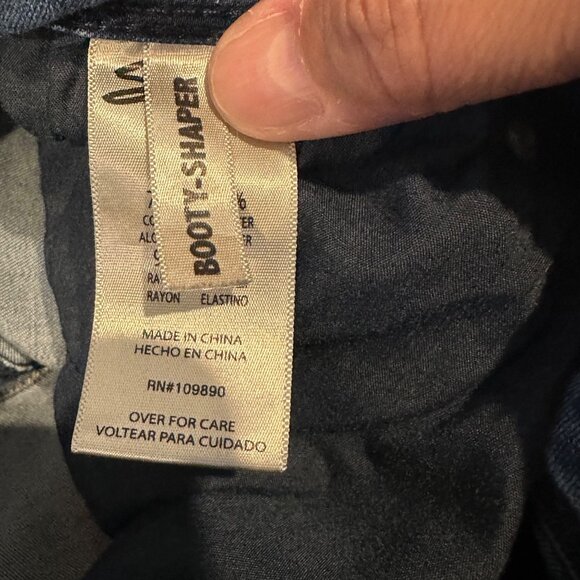 BOOTY-SHAPER
RAYON ELASTINO
MADE IN CHINA
HECHO EN CHINA
RN#109890
OVER FOR CARE
VOLTEAR PARA CUIDADO